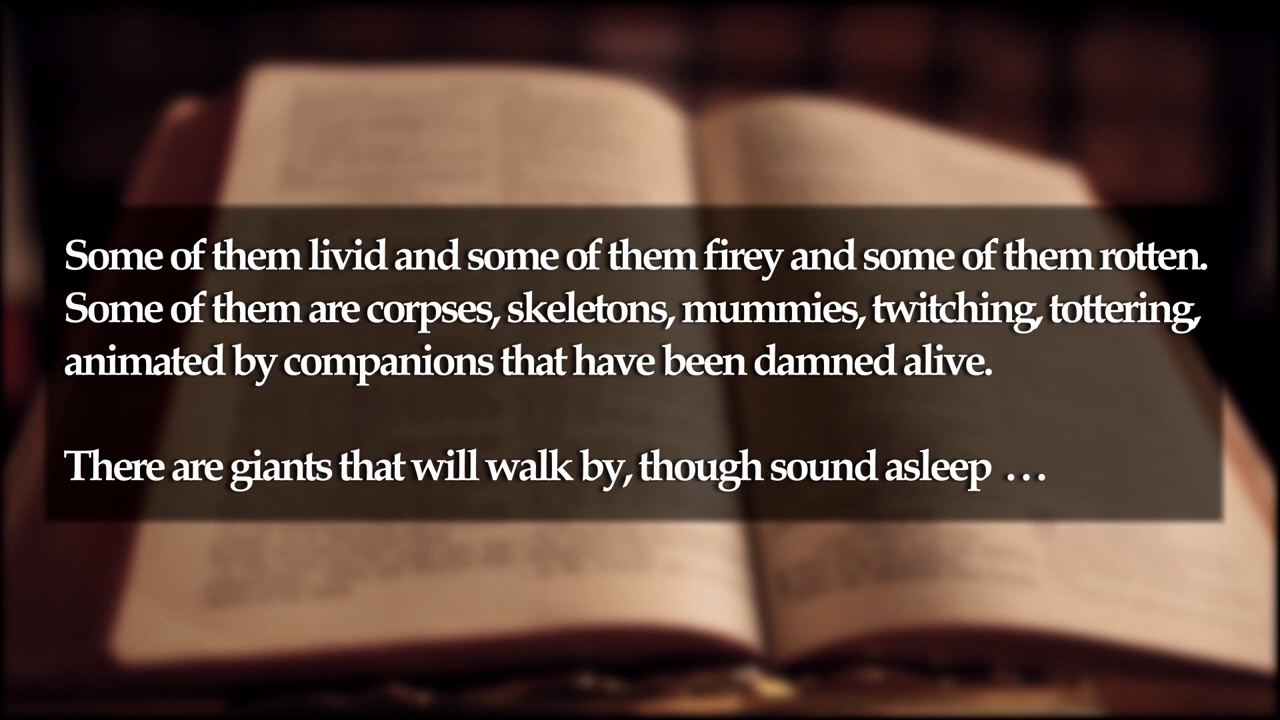 Some of them livid and some of them firey and some of them rotten.
Some of them are corpses, skeletons, mummies, twitching, tottering,
animated by companions that have been damned alive.
There are giants that will walk by, though sound asleep …